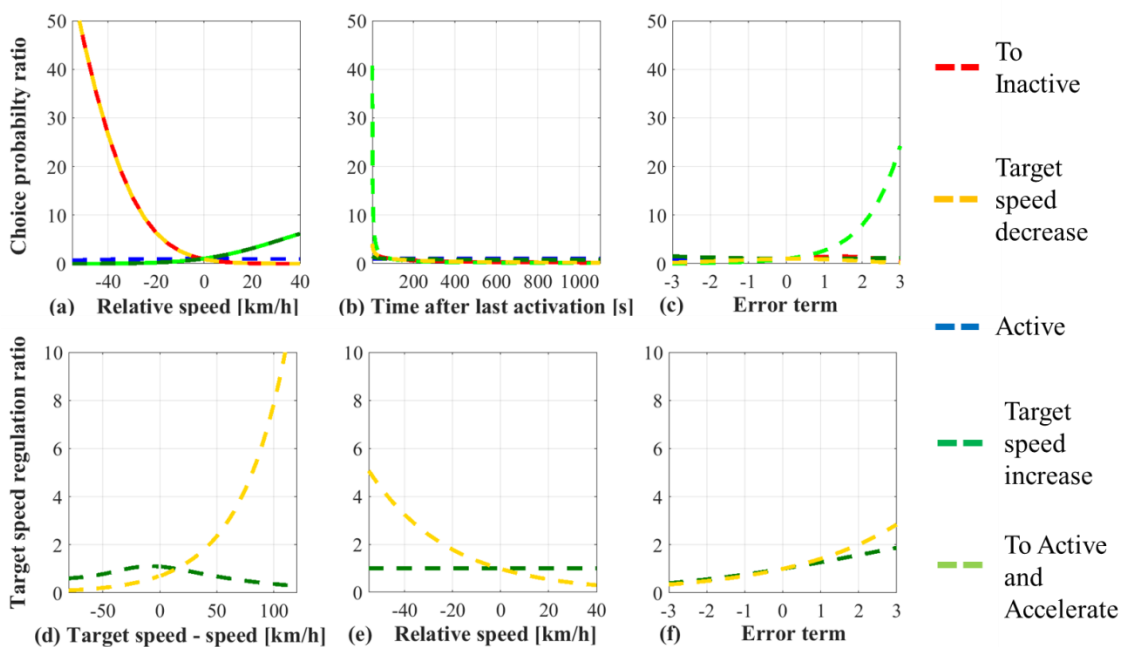 Choice probabilty ratio
50
40
30
20
10
0
-40 -20 0 20 40
(a) Relative speed [km/h]
50
40
30
20
10
0
200 400 600 800 1000
(b) Time after last activation [s]
50
40
30
20
10
0
-3 -2 -1 0 1 2 3
(c) Error term
Target speed regulation ratio
10
8
6
4
2
0
-50 0 50 100
(d) Target speed - speed [km/h]
10
8
6
4
2
0
-40 -20 0 20 40
(e) Relative speed [km/h]
10
8
6
4
2
0
-3 -2 -1 0 1 2 3
(f) Error term
To
Inactive
Target
speed
decrease
Active
Target
speed
increase
To Active
and
Accelerate